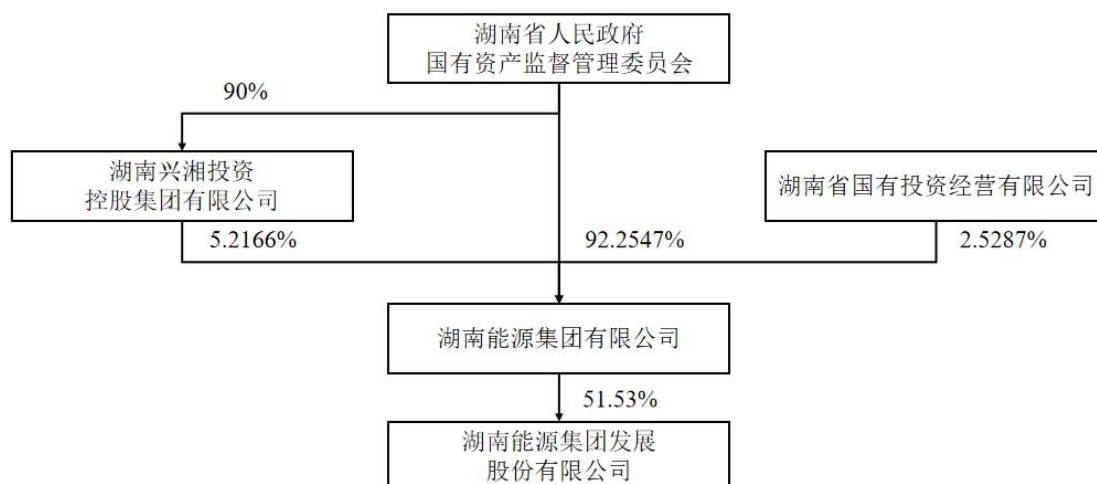 湖南省人民政府
国有资产监督管理委员会
90%
湖南兴湘投资
控股集团有限公司
湖南省国有投资经营有限公司
5.2166%
92.2547%
2.5287%
湖南能源集团有限公司
51.53%
湖南能源集团发展
股份有限公司